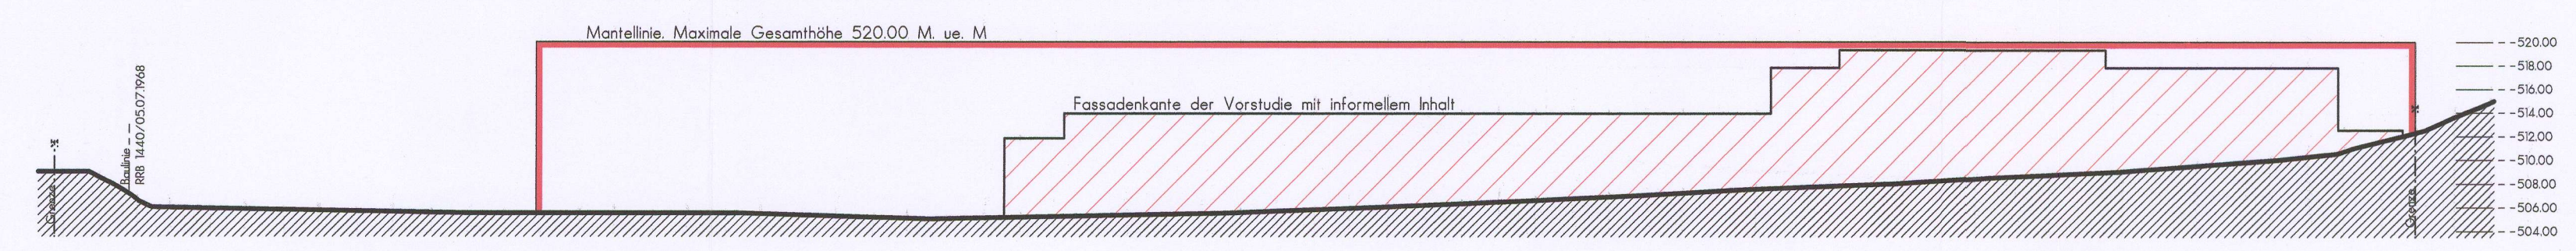 Mantellinie. Maximale Gesamthöhe 520.00 M. ue. M
Fassadenkante der Vorstudie mit informellem Inhalt
Baulinie
RRB 1440/05.07.1968
Grenze
Grenze
520.00
518.00
516.00
514.00
512.00
510.00
508.00
506.00
504.00